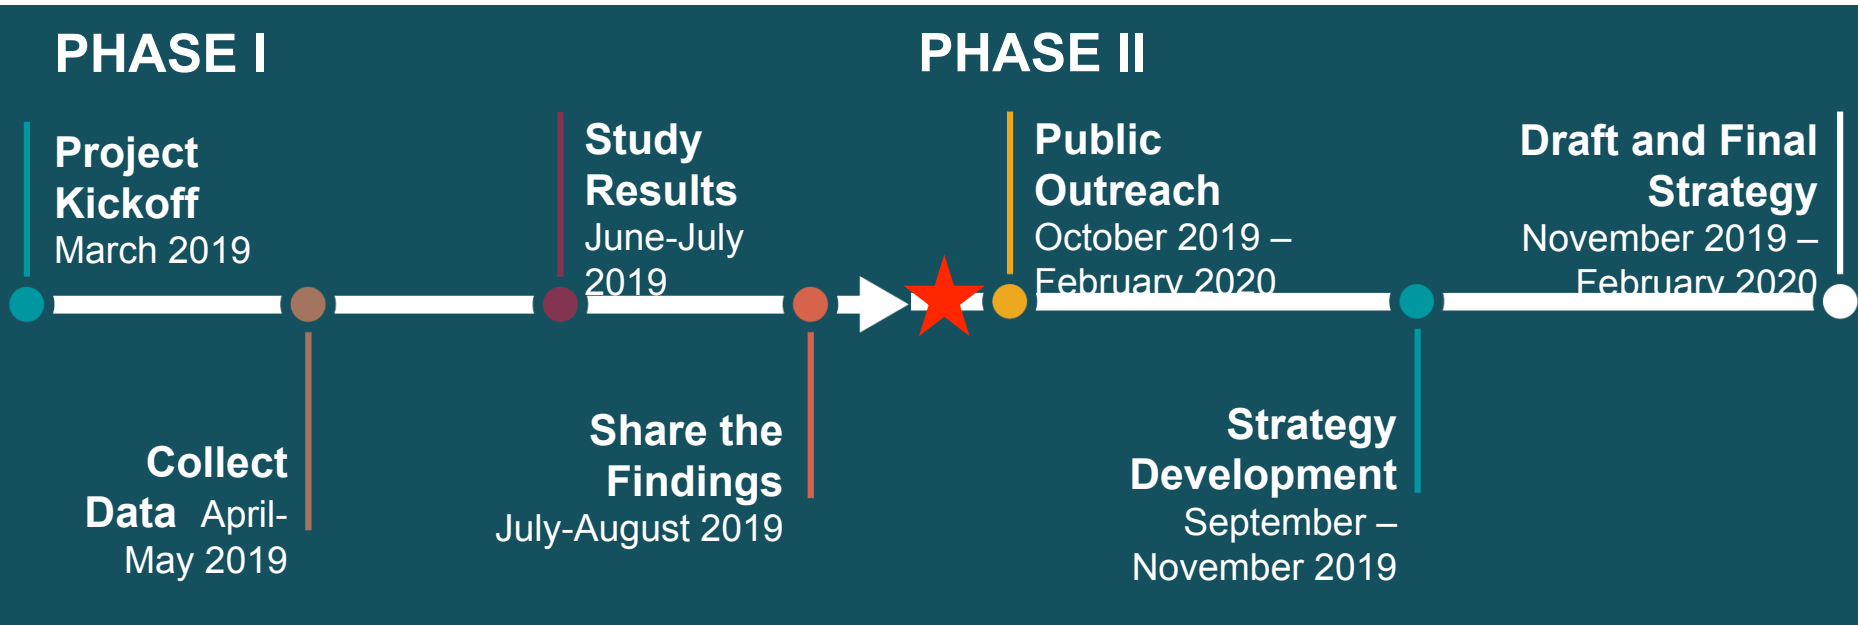 PHASE I
Project
Kickoff
March 2019
Collect
Data April-
May 2019
Study
Results
June-July
2019
Share the
Findings
July-August 2019
PHASE II
Public
Outreach
October 2019 –
February 2020
Strategy
Development
September –
November 2019
Draft and Final
Strategy
November 2019 –
February 2020